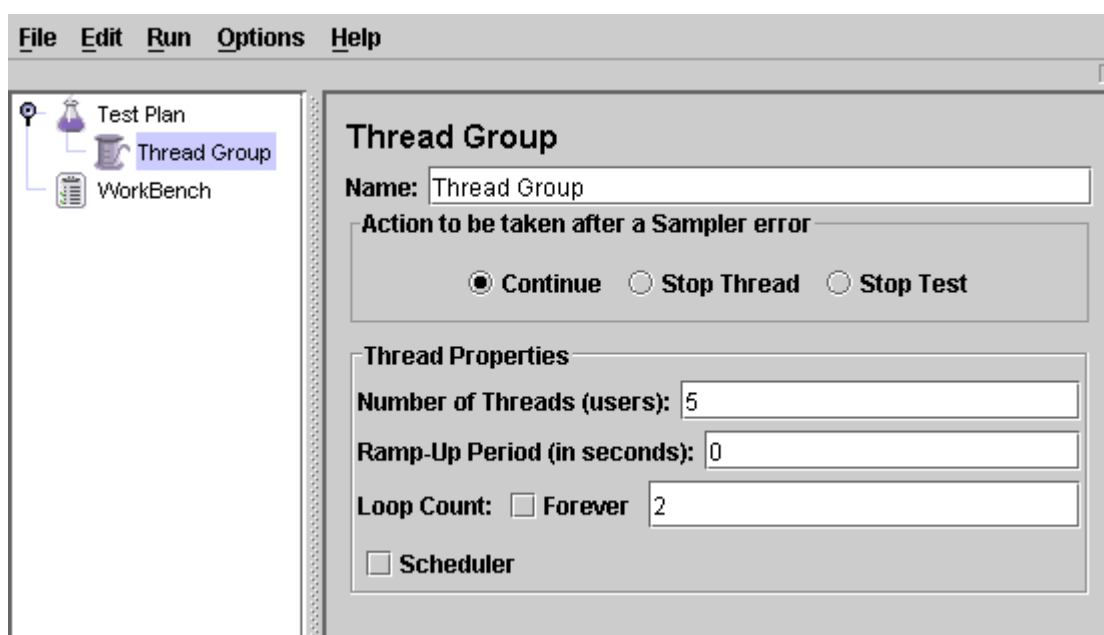 File Edit Run Options Help
Test Plan
Thread Group
WorkBench
Thread Group
Name: Thread Group
Action to be taken after a Sampler error
Continue Stop Thread Stop Test
Thread Properties
Number of Threads (users): 5
Ramp-Up Period (in seconds): 0
Loop Count: Forever 2
Scheduler